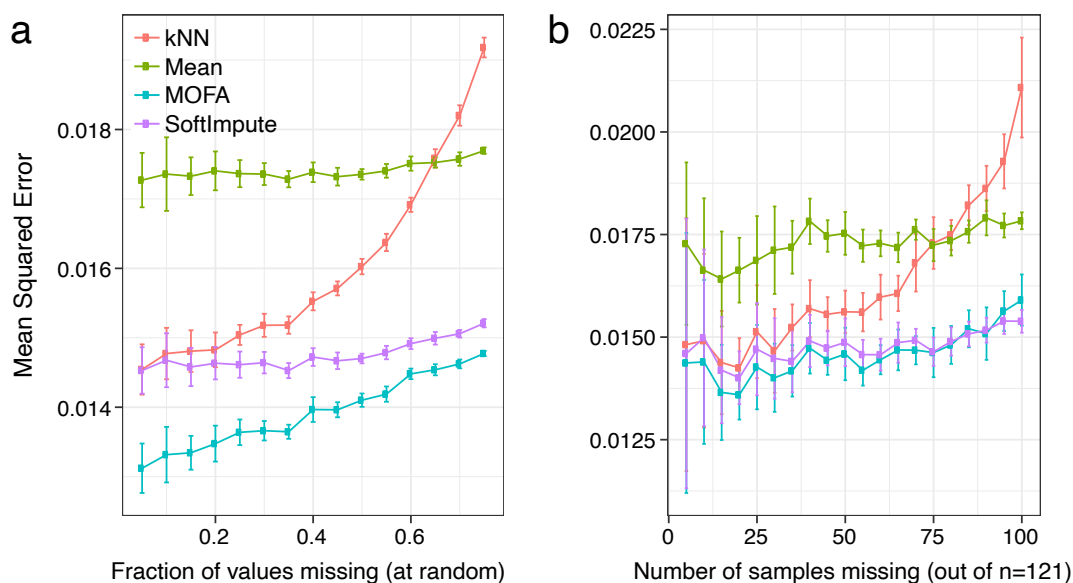 a
kNN
Mean
MOFA
SoftImpute
Mean Squared Error
0.018
0.016
0.014
0.2
0.4
0.6
Fraction of values missing (at random)
b
0.0225
0.0200
0.0175
0.0150
0.0125
0
25
50
75
100
Number of samples missing (out of n=121)